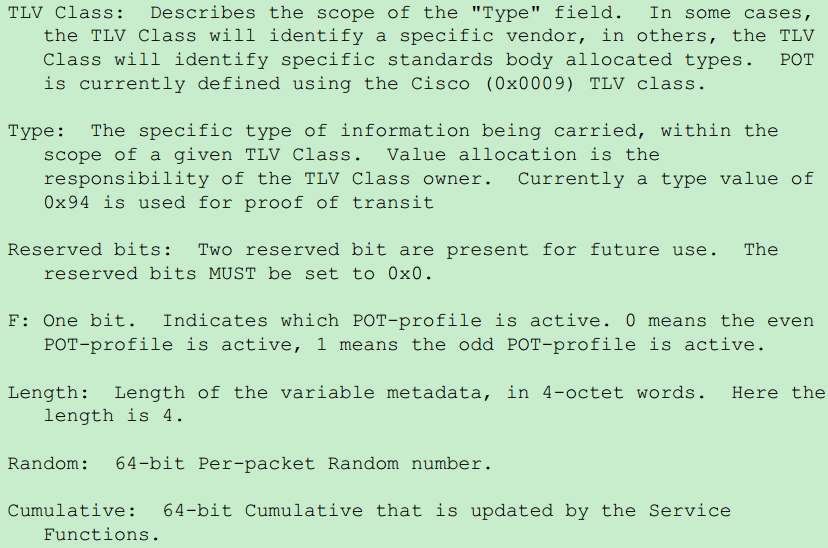 TLV Class:  Describes the scope of the "Type" field.  In some cases,
the TLV Class will identify a specific vendor, in others, the TLV
Class will identify specific standards body allocated types.  POT
is currently defined using the Cisco (0x0009) TLV class.
Type:  The specific type of information being carried, within the
scope of a given TLV Class.  Value allocation is the
responsibility of the TLV Class owner.  Currently a type value of
0x94 is used for proof of transit
Reserved bits:  Two reserved bit are present for future use.  The
reserved bits MUST be set to 0x0.
F: One bit.  Indicates which POT-profile is active. 0 means the even
POT-profile is active, 1 means the odd POT-profile is active.
Length:  Length of the variable metadata, in 4-octet words.  Here the
length is 4.
Random:  64-bit Per-packet Random number.
Cumulative:  64-bit Cumulative that is updated by the Service
Functions.